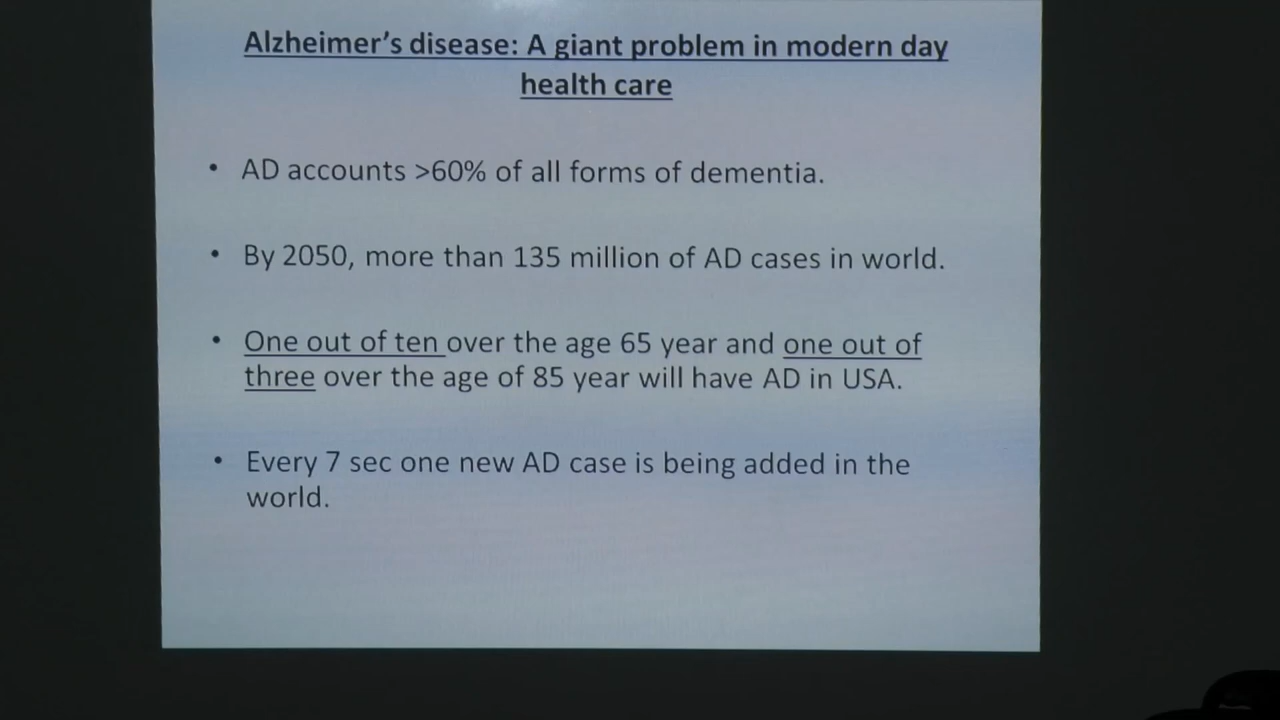 Alzheimer’s disease: A giant problem in modern day
health care
• AD accounts >60% of all forms of dementia.
• By 2050, more than 135 million of AD cases in world.
• One out of ten over the age 65 year and one out of
three over the age of 85 year will have AD in USA.
• Every 7 sec one new AD case is being added in the
world.